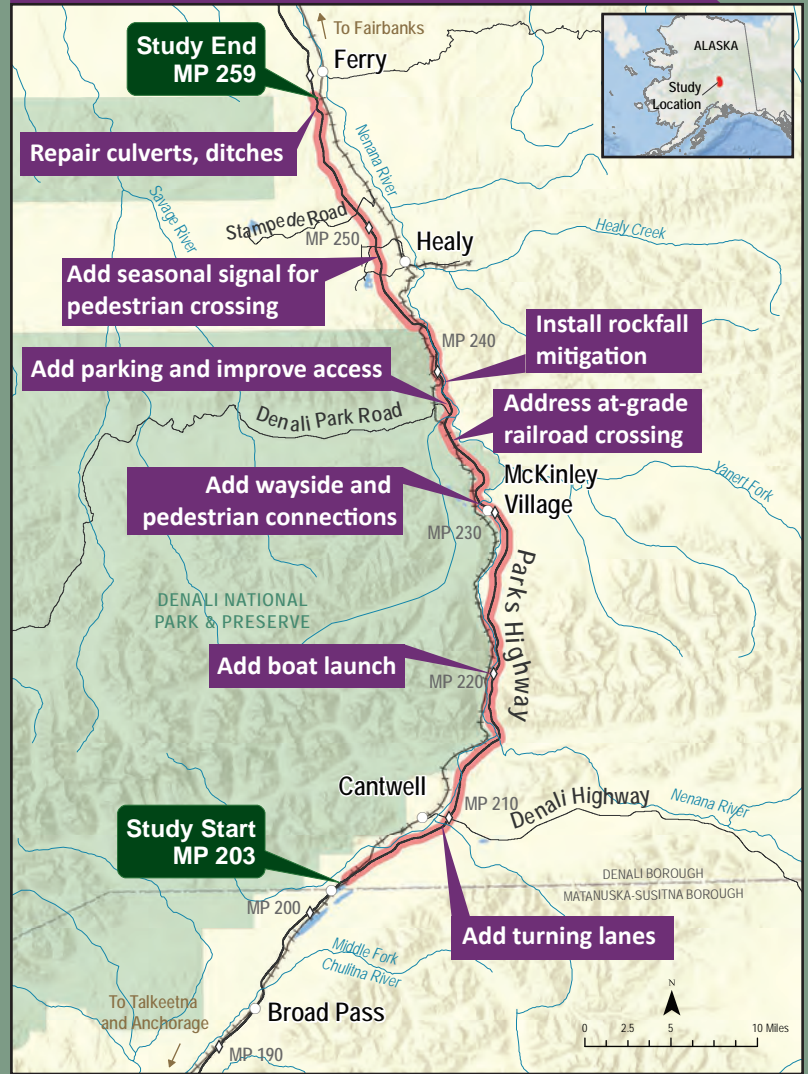 To Fairbanks
Study End
MP 259
Ferry
ALASKA
Study
Location
Repair culverts, ditches
Nenana River
Savage River
Stampede Road
MP 250
Healy
Healy Creek
Add seasonal signal for
pedestrian crossing
MP 240
Install rockfall
mitigation
Add parking and improve access
Denali Park Road
Address at-grade
railroad crossing
McKinley
Village
Yanert Fork
Add wayside and
pedestrian connections
MP 230
Parks Highway
DENALI NATIONAL
PARK & PRESERVE
Add boat launch
MP 220
Cantwell
MP 210
Denali Highway
Nenana River
Study Start
MP 203
DENALI BOROUGH
MATANUSKA-SUSITNA BOROUGH
MP 200
Add turning lanes
Middle Fork
Chulitna River
To Talkeetna
and Anchorage
Broad Pass
N
0 2.5 5 10 Miles
MP 190